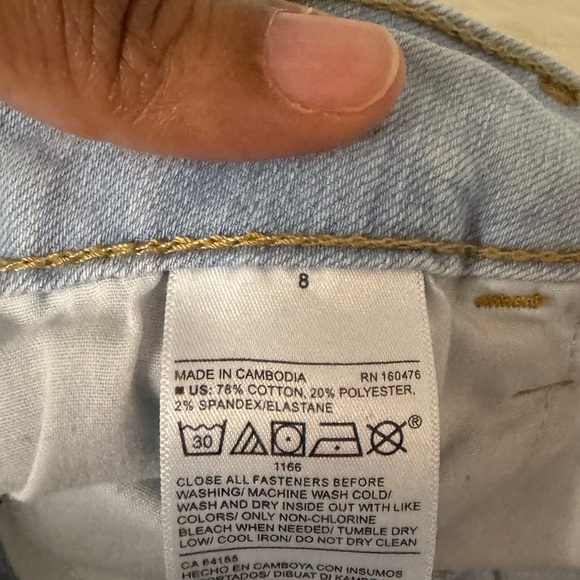 8
MADE IN CAMBODIA RN 160476
US: 78% COTTON, 20% POLYESTER,
2% SPANDEX/ELASTANE
30 ®
1166
CLOSE ALL FASTENERS BEFORE
WASHING/ MACHINE WASH COLD/
WASH AND DRY INSIDE OUT WITH LIKE
COLORS/ ONLY NON-CHLORINE
BLEACH WHEN NEEDED/ TUMBLE DRY
LOW/ COOL IRON/ DO NOT DRY CLEAN
CA 64155
HECHO EN CAMBOYA CON INSUMOS